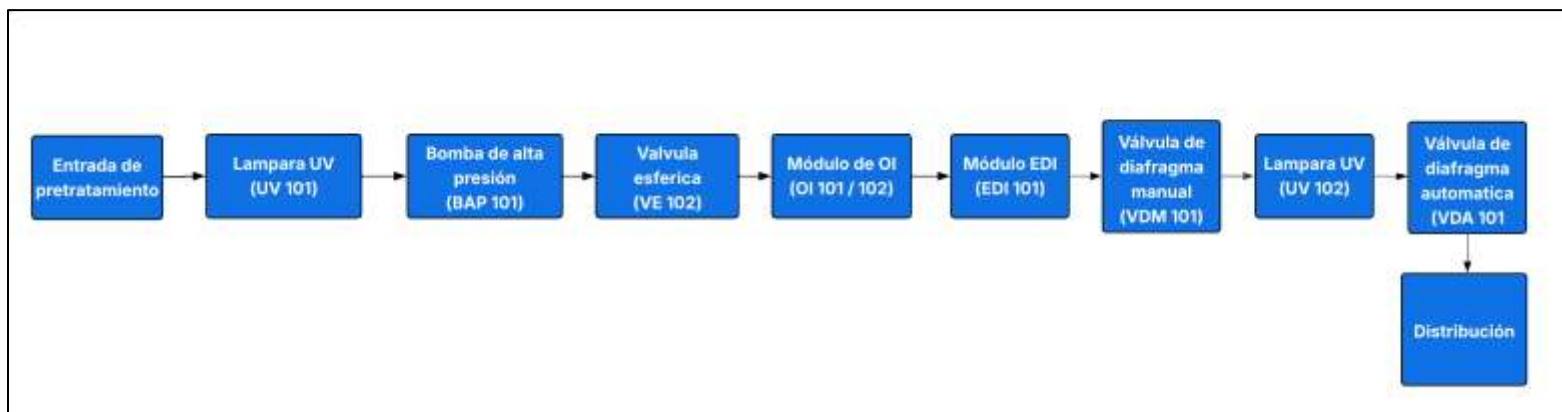 Entrada de
pretratamiento
Lampara UV
(UV 101)
Bomba de alta
presión
(BAP 101)
Valvula
esferica
(VE 102)
Módulo de OI
(OI 101 / 102)
Módulo EDI
(EDI 101)
Válvula de
diafragma
manual
(VDM 101)
Lampara UV
(UV 102)
Válvula de
diafragma
automatica
(VDA 101
Distribución